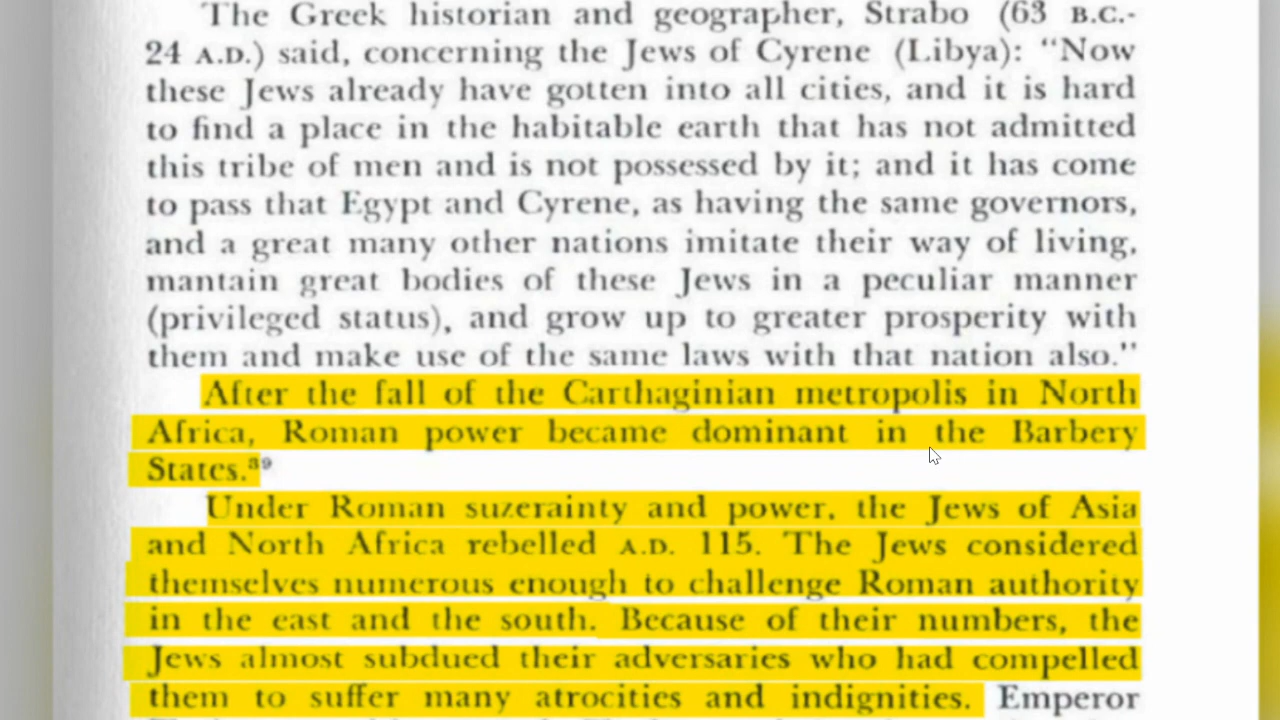 The Greek historian and geographer, Strabo (63 B.C.-
24 A.D.) said, concerning the Jews of Cyrene (Libya): “Now
these Jews already have gotten into all cities, and it is hard
to find a place in the habitable earth that has not admitted
this tribe of men and is not possessed by it; and it has come
to pass that Egypt and Cyrene, as having the same governors,
and a great many other nations imitate their way of living,
mantain great bodies of these Jews in a peculiar manner
(privileged status), and grow up to greater prosperity with
them and make use of the same laws with that nation also.”
After the fall of the Carthaginian metropolis in North
Africa, Roman power became dominant in the Barbery
States.³⁹
Under Roman suzerainty and power, the Jews of Asia
and North Africa rebelled A.D. 115. The Jews considered
themselves numerous enough to challenge Roman authority
in the east and the south. Because of their numbers, the
Jews almost subdued their adversaries who had compelled
them to suffer many atrocities and indignities. Emperor